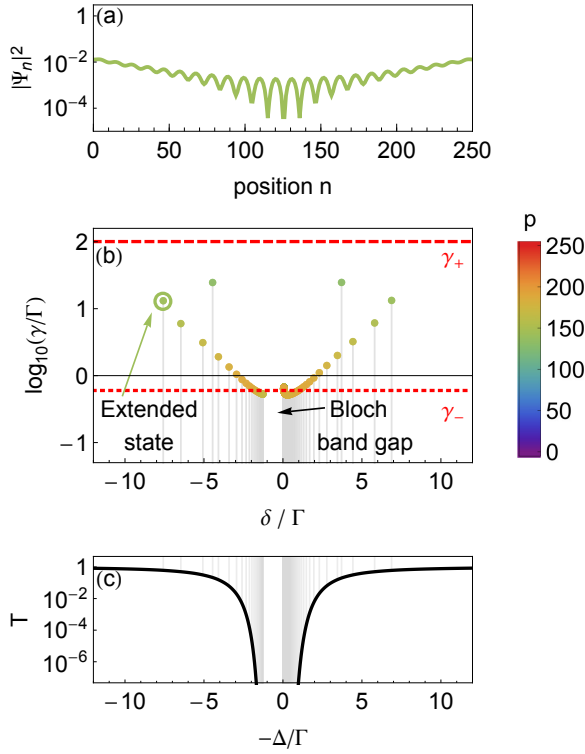 (a)
1
10⁻²
10⁻⁴
|Ψₙ|²
0 50 100 150 200 250
position n
p
(b)
2
1
0
−1
log₁₀(γ/Γ)
γ₊
γ₋
Extended state
Bloch band gap
−10 −5 0 5 10
δ / Γ
250
200
150
100
50
0
(c)
1
10⁻²
10⁻⁴
10⁻⁶
T
−10 −5 0 5 10
−Δ/Γ